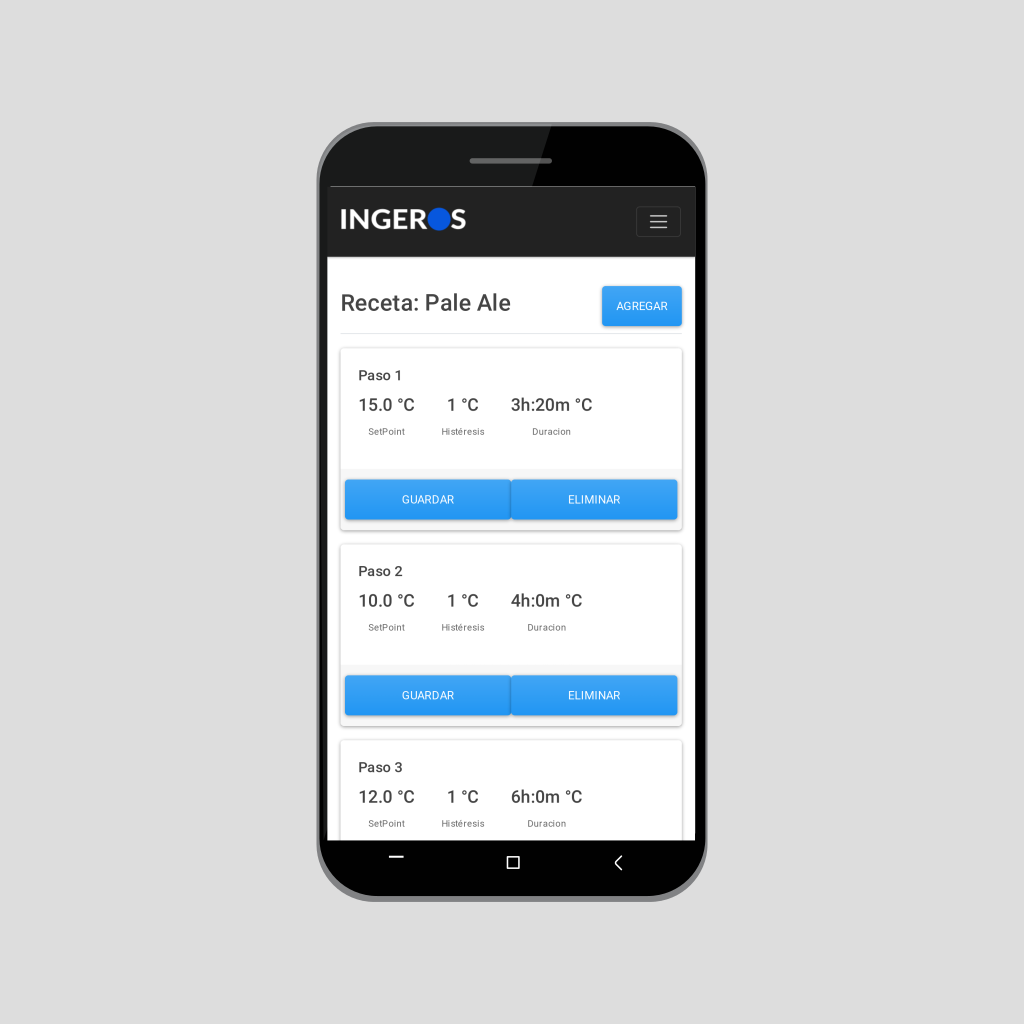 INGEROS
Receta: Pale Ale
AGREGAR
Paso 1
15.0 °C 1 °C 3h:20m °C
SetPoint Histéresis Duracion
GUARDAR ELIMINAR
Paso 2
10.0 °C 1 °C 4h:0m °C
SetPoint Histéresis Duracion
GUARDAR ELIMINAR
Paso 3
12.0 °C 1 °C 6h:0m °C
SetPoint Histéresis Duracion